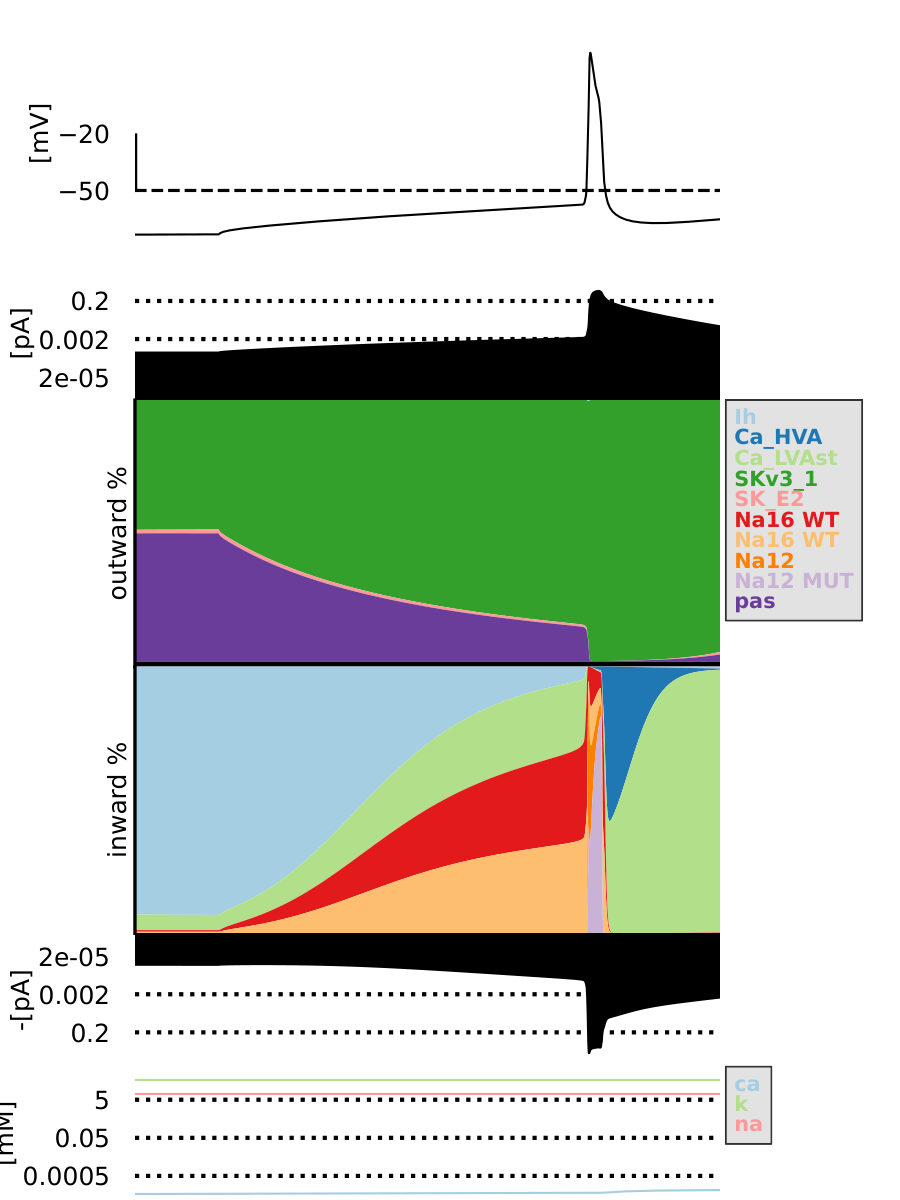 [mV]
−20
−50
[pA]
0.2
0.002
2e-05
outward %
Ih
Ca_HVA
Ca_LVAst
SKv3_1
SK_E2
Na16 WT
Na16 WT
Na12
Na12 MUT
pas
inward %
-[pA]
2e-05
0.002
0.2
[mM]
5
0.05
0.0005
ca
k
na